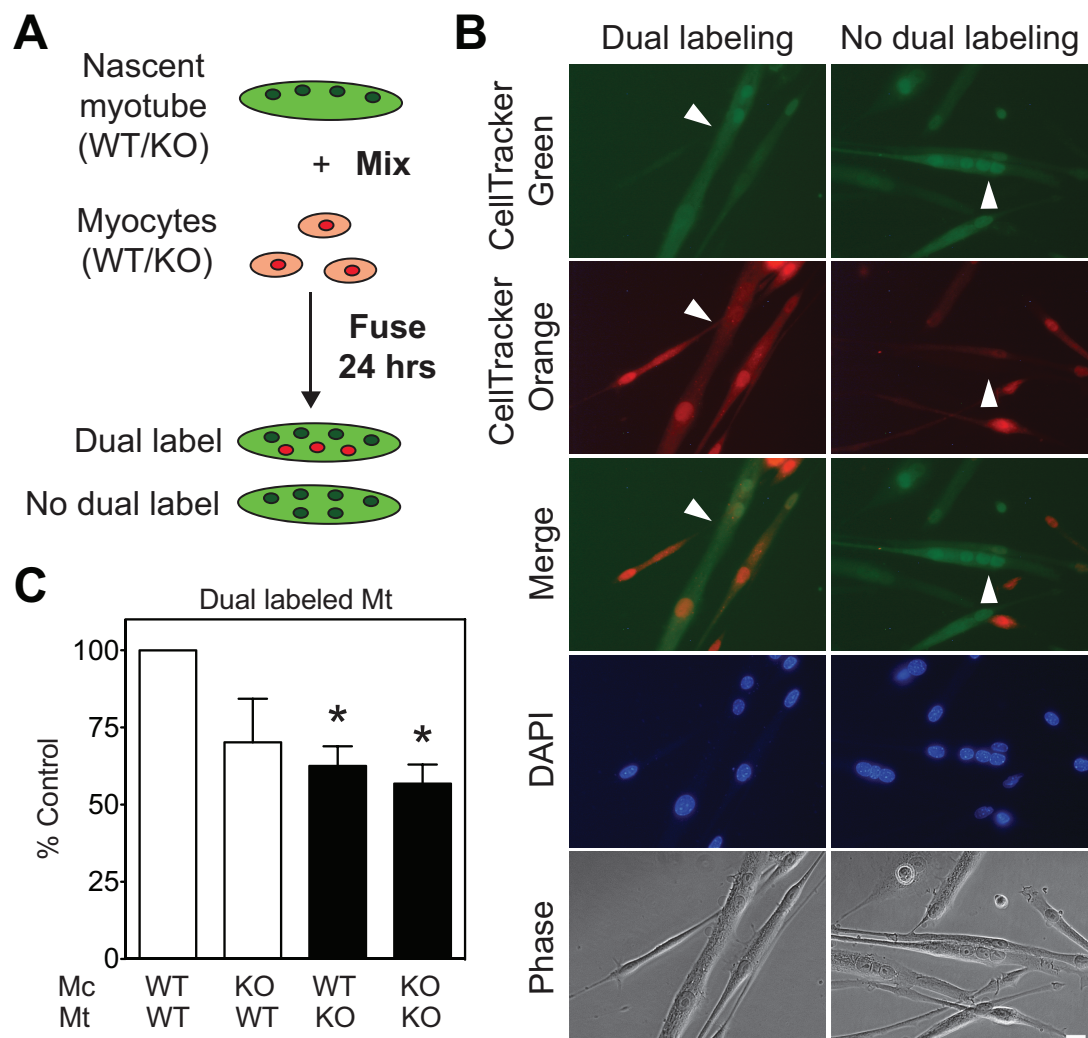 A
Nascent
myotube
(WT/KO)
+ Mix
Myocytes
(WT/KO)
Fuse
24 hrs
Dual label
No dual label
B
Dual labeling
No dual labeling
CellTracker
Green
CellTracker
Orange
Merge
DAPI
Phase
C
Dual labeled Mt
% Control
100
75
50
25
0
* *
Mc WT KO WT KO
Mt WT WT KO KO